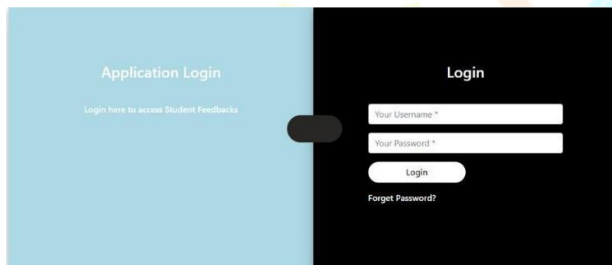 Application Login
Login here to access Student Feedbacks
Login
Your Username *
Your Password *
Login
Forget Password?